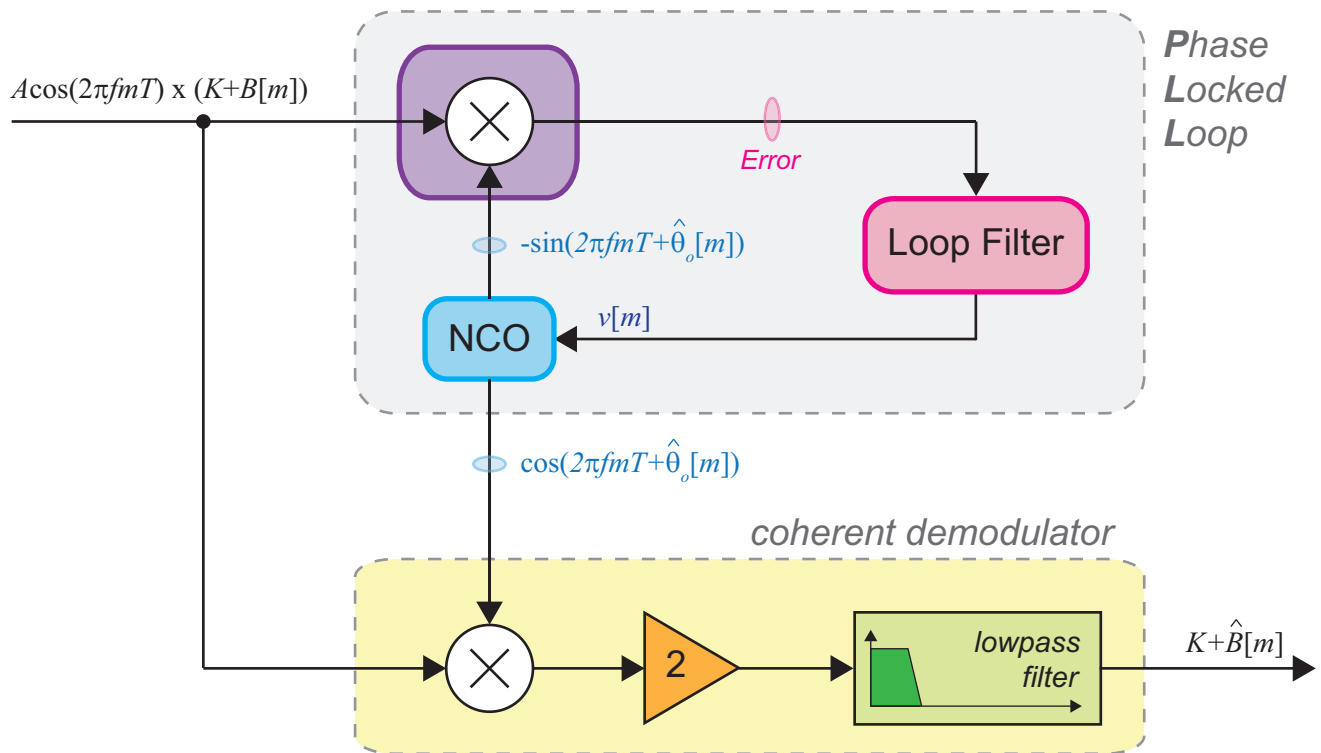 Phase
Locked
Loop
Acos(2πfmT) x (K+B[m])
Error
-sin(2πfmT+θ̂ₒ[m])
Loop Filter
v[m]
NCO
cos(2πfmT+θ̂ₒ[m])
coherent demodulator
2
lowpass
filter
K+B̂[m]